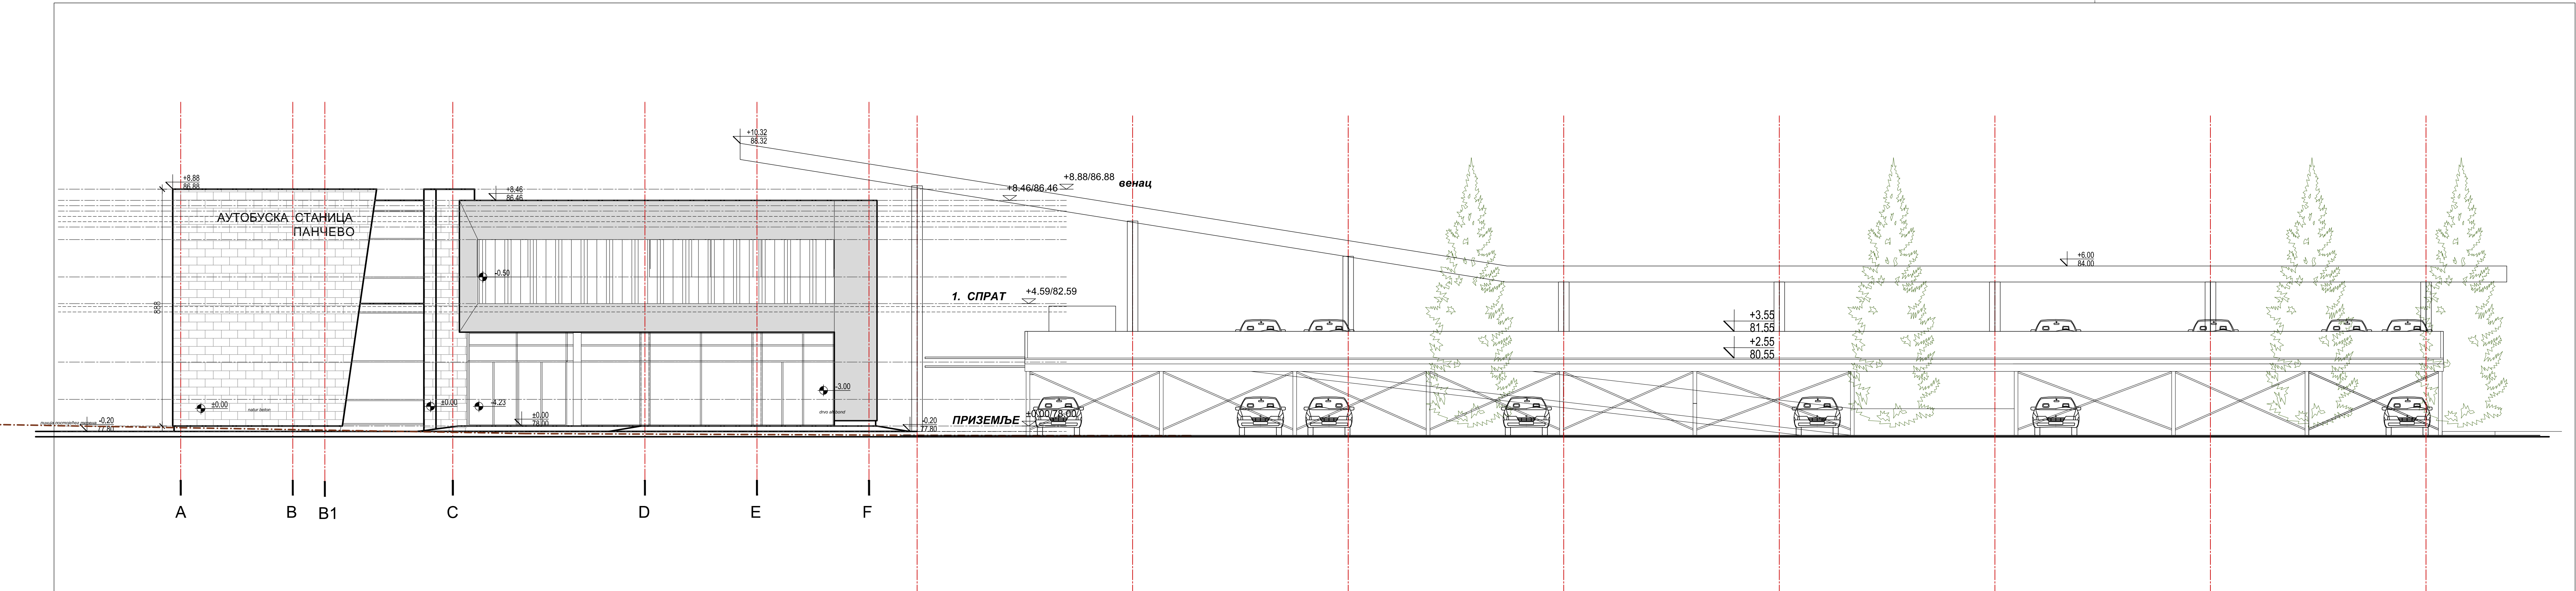 +10.32
88.32
+8.88
86.88
+8.46
86.46
+8.46/86.46
+8.88/86.88
венац
АУТОБУСКА СТАНИЦА
ПАНЧЕВО
+6.00
84.00
-0.50
888
1. СПРАТ
+4.59/82.59
+3.55
81.55
+2.55
80.55
-3.00
±0.00
natur beton
±0.00
-4.23
±0.00
78.00
-0.20
77.80
-0.20
77.80
ПРИЗЕМЉЕ
±0.00/78.00
A
B
B1
C
D
E
F